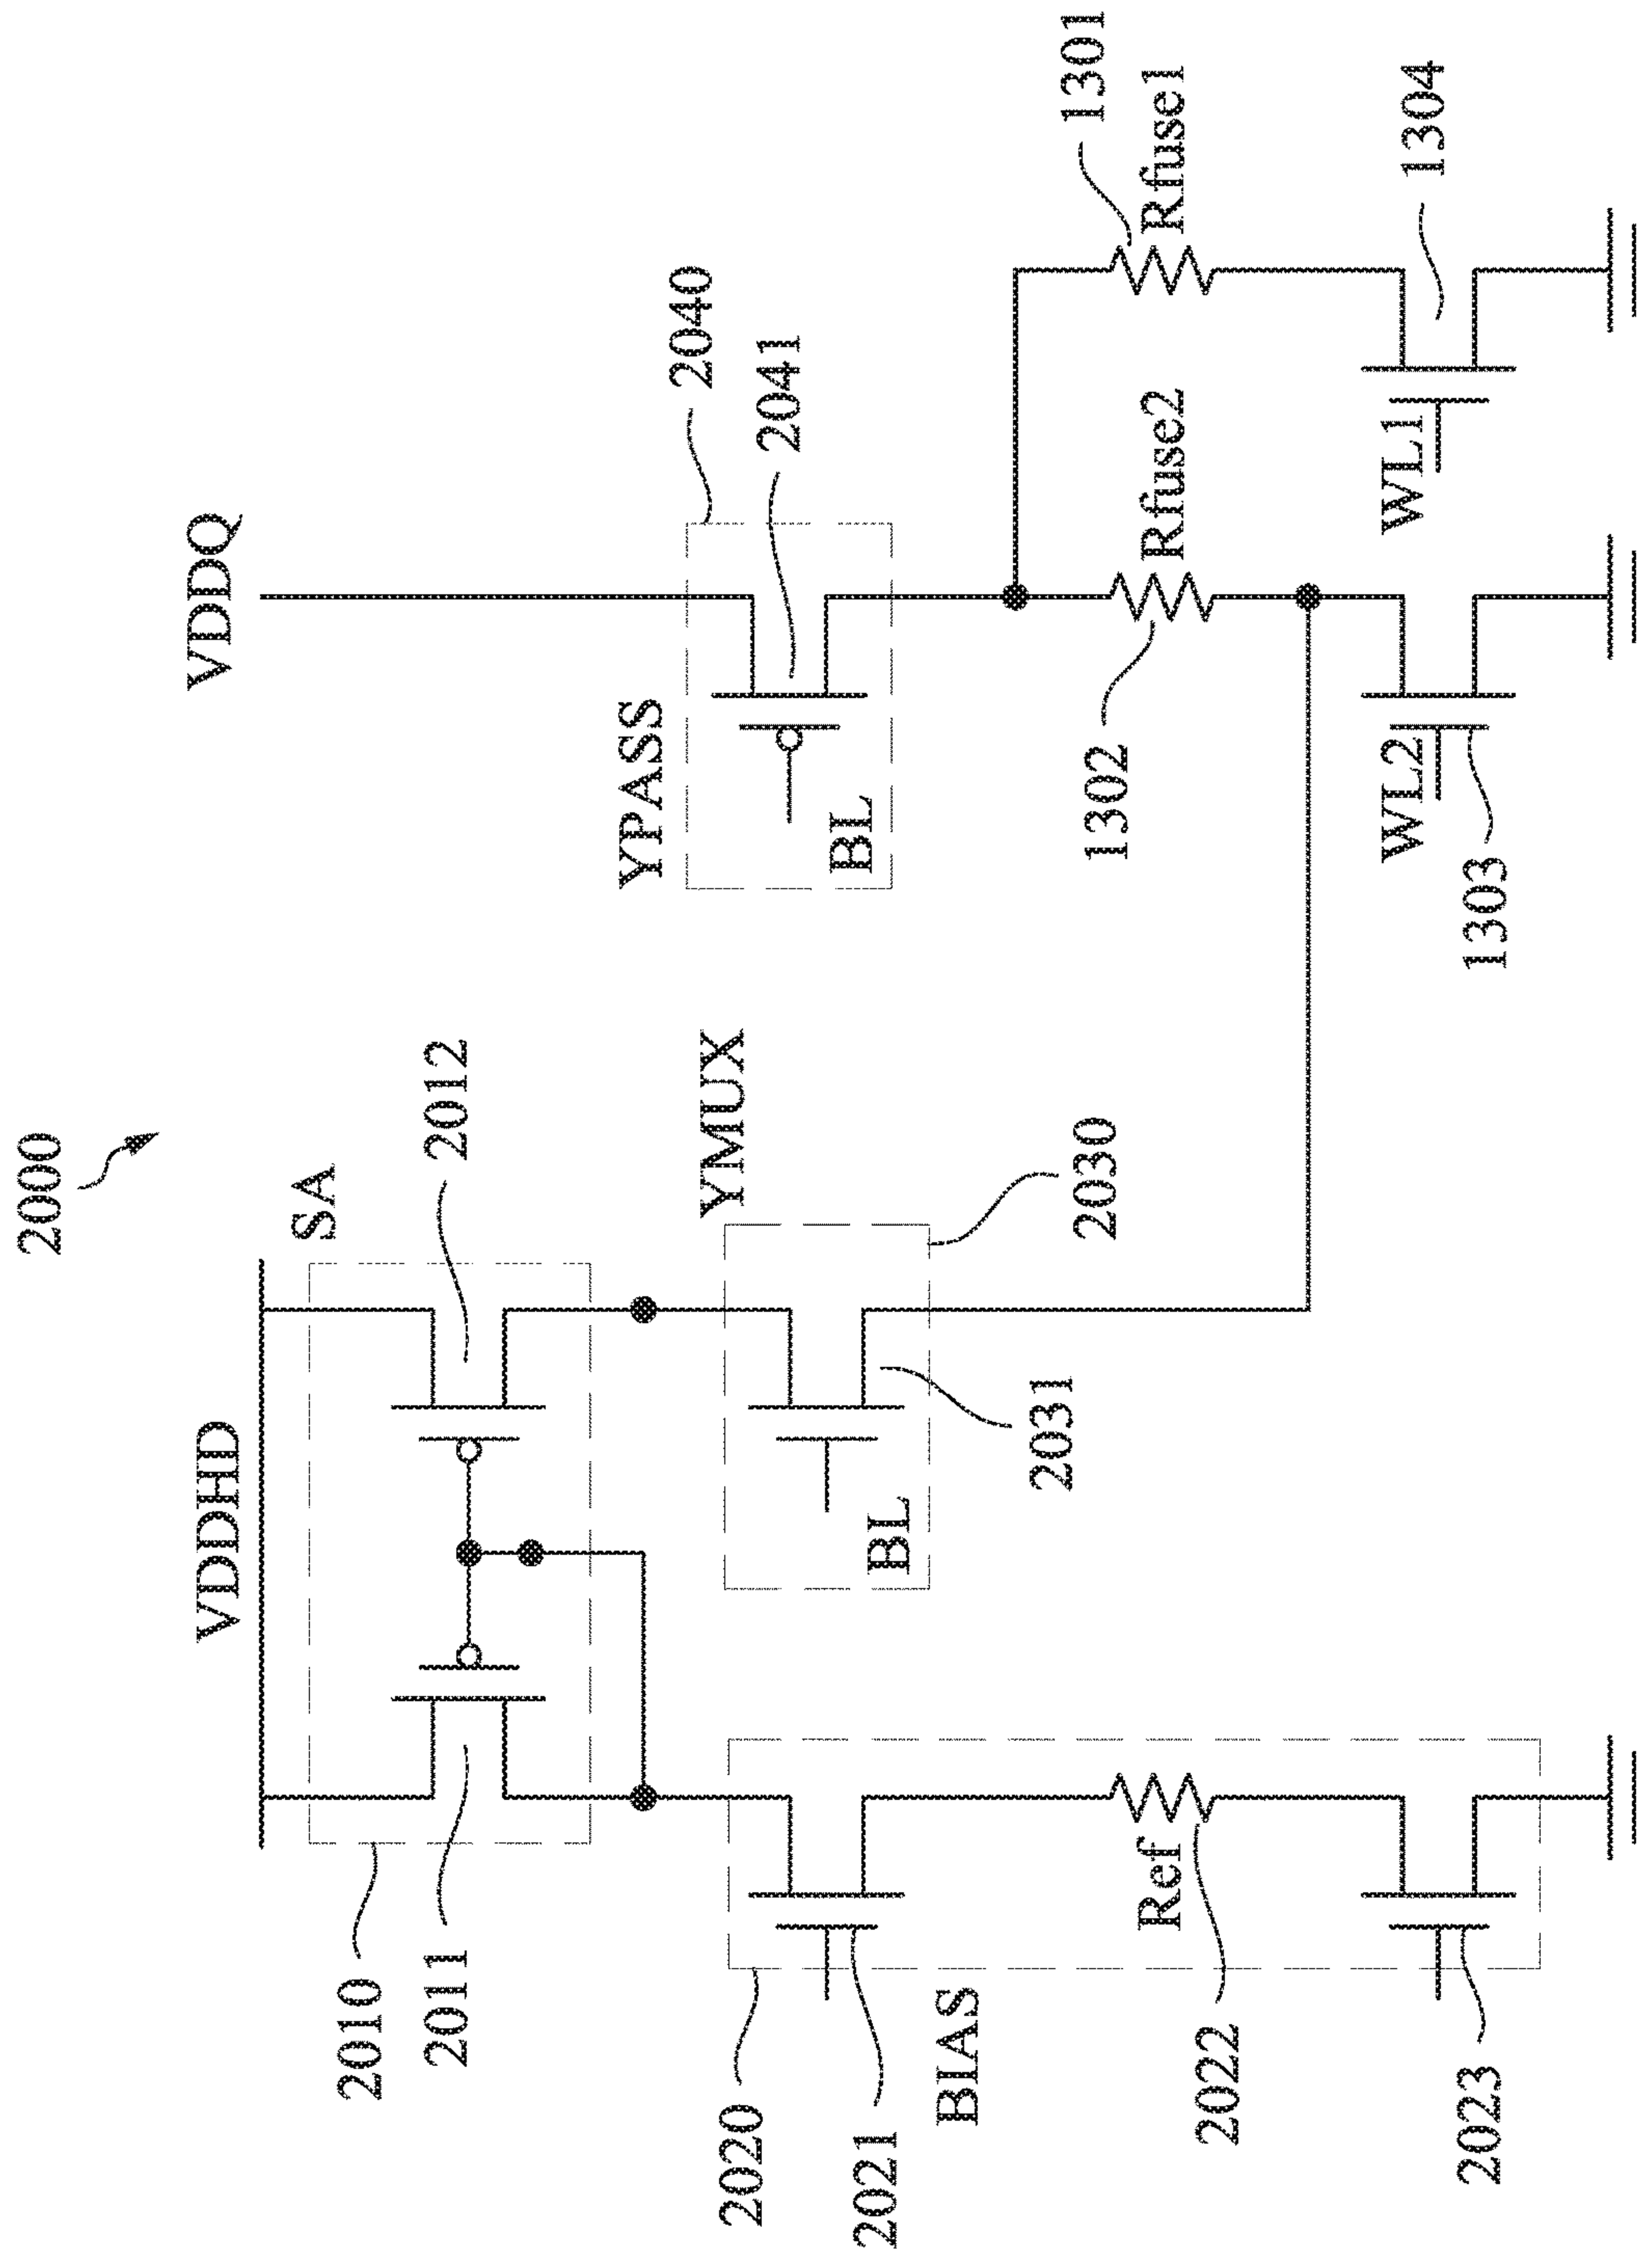 2000
VDDHD
VDDQ
SA
2010
2011
2012
YPASS
2040
2041
BL
YMUX
BL
2030
2031
2020
2021
BIAS
Ref
2022
2023
1302
Rfuse2
Rfuse1
1301
WL2
1303
WL1
1304